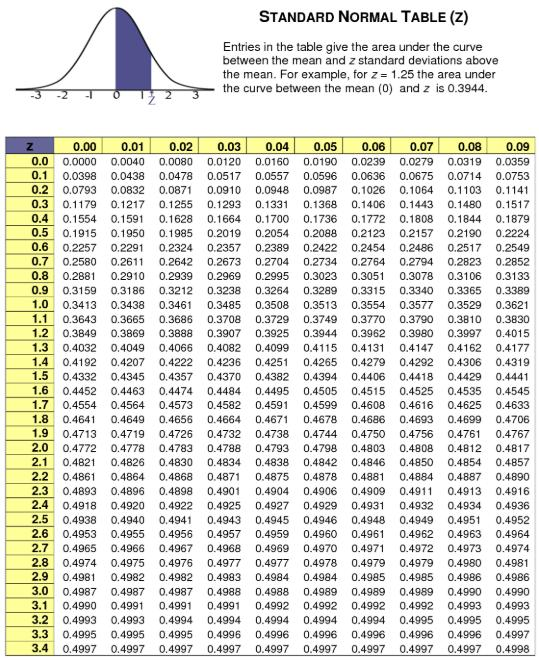 STANDARD NORMAL TABLE (Z)
Entries in the table give the area under the curve
between the mean and z standard deviations above
the mean. For example, for z = 1.25 the area under
the curve between the mean (0) and z is 0.3944.
-3 -2 -1 0 1 z 2 3
z 0.00 0.01 0.02 0.03 0.04 0.05 0.06 0.07 0.08 0.09
0.0 0.0000 0.0040 0.0080 0.0120 0.0160 0.0190 0.0239 0.0279 0.0319 0.0359
0.1 0.0398 0.0438 0.0478 0.0517 0.0557 0.0596 0.0636 0.0675 0.0714 0.0753
0.2 0.0793 0.0832 0.0871 0.0910 0.0948 0.0987 0.1026 0.1064 0.1103 0.1141
0.3 0.1179 0.1217 0.1255 0.1293 0.1331 0.1368 0.1406 0.1443 0.1480 0.1517
0.4 0.1554 0.1591 0.1628 0.1664 0.1700 0.1736 0.1772 0.1808 0.1844 0.1879
0.5 0.1915 0.1950 0.1985 0.2019 0.2054 0.2088 0.2123 0.2157 0.2190 0.2224
0.6 0.2257 0.2291 0.2324 0.2357 0.2389 0.2422 0.2454 0.2486 0.2517 0.2549
0.7 0.2580 0.2611 0.2642 0.2673 0.2704 0.2734 0.2764 0.2794 0.2823 0.2852
0.8 0.2881 0.2910 0.2939 0.2969 0.2995 0.3023 0.3051 0.3078 0.3106 0.3133
0.9 0.3159 0.3186 0.3212 0.3238 0.3264 0.3289 0.3315 0.3340 0.3365 0.3389
1.0 0.3413 0.3438 0.3461 0.3485 0.3508 0.3513 0.3554 0.3577 0.3529 0.3621
1.1 0.3643 0.3665 0.3686 0.3708 0.3729 0.3749 0.3770 0.3790 0.3810 0.3830
1.2 0.3849 0.3869 0.3888 0.3907 0.3925 0.3944 0.3962 0.3980 0.3997 0.4015
1.3 0.4032 0.4049 0.4066 0.4082 0.4099 0.4115 0.4131 0.4147 0.4162 0.4177
1.4 0.4192 0.4207 0.4222 0.4236 0.4251 0.4265 0.4279 0.4292 0.4306 0.4319
1.5 0.4332 0.4345 0.4357 0.4370 0.4382 0.4394 0.4406 0.4418 0.4429 0.4441
1.6 0.4452 0.4463 0.4474 0.4484 0.4495 0.4505 0.4515 0.4525 0.4535 0.4545
1.7 0.4554 0.4564 0.4573 0.4582 0.4591 0.4599 0.4608 0.4616 0.4625 0.4633
1.8 0.4641 0.4649 0.4656 0.4664 0.4671 0.4678 0.4686 0.4693 0.4699 0.4706
1.9 0.4713 0.4719 0.4726 0.4732 0.4738 0.4744 0.4750 0.4756 0.4761 0.4767
2.0 0.4772 0.4778 0.4783 0.4788 0.4793 0.4798 0.4803 0.4808 0.4812 0.4817
2.1 0.4821 0.4826 0.4830 0.4834 0.4838 0.4842 0.4846 0.4850 0.4854 0.4857
2.2 0.4861 0.4864 0.4868 0.4871 0.4875 0.4878 0.4881 0.4884 0.4887 0.4890
2.3 0.4893 0.4896 0.4898 0.4901 0.4904 0.4906 0.4909 0.4911 0.4913 0.4916
2.4 0.4918 0.4920 0.4922 0.4925 0.4927 0.4929 0.4931 0.4932 0.4934 0.4936
2.5 0.4938 0.4940 0.4941 0.4943 0.4945 0.4946 0.4948 0.4949 0.4951 0.4952
2.6 0.4953 0.4955 0.4956 0.4957 0.4959 0.4960 0.4961 0.4962 0.4963 0.4964
2.7 0.4965 0.4966 0.4967 0.4968 0.4969 0.4970 0.4971 0.4972 0.4973 0.4974
2.8 0.4974 0.4975 0.4976 0.4977 0.4977 0.4978 0.4979 0.4979 0.4980 0.4981
2.9 0.4981 0.4982 0.4982 0.4983 0.4984 0.4984 0.4985 0.4985 0.4986 0.4986
3.0 0.4987 0.4987 0.4987 0.4988 0.4988 0.4989 0.4989 0.4989 0.4990 0.4990
3.1 0.4990 0.4991 0.4991 0.4991 0.4992 0.4992 0.4992 0.4992 0.4993 0.4993
3.2 0.4993 0.4993 0.4994 0.4994 0.4994 0.4994 0.4994 0.4995 0.4995 0.4995
3.3 0.4995 0.4995 0.4995 0.4996 0.4996 0.4996 0.4996 0.4996 0.4996 0.4997
3.4 0.4997 0.4997 0.4997 0.4997 0.4997 0.4997 0.4997 0.4997 0.4997 0.4998